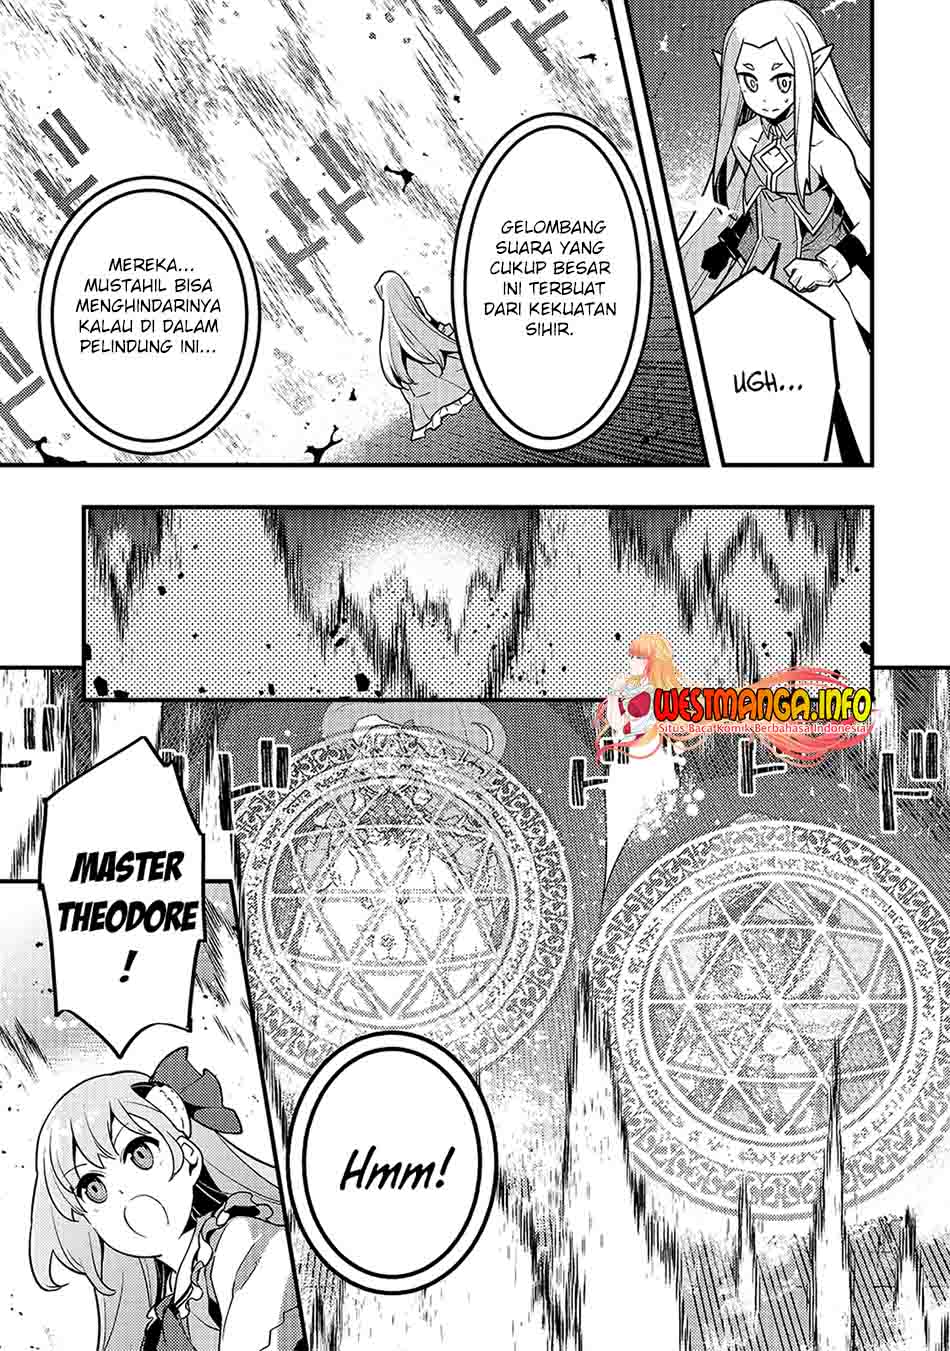 UGH...
GELOMBANG
SUARA YANG
CUKUP BESAR
INI TERBUAT
DARI KEKUATAN
SIHIR.
MEREKA...
MUSTAHIL BISA
MENGHINDARINYA
KALAU DI DALAM
PELINDUNG INI...
WESTMANGA.INFO
Situs Baca Komik Berbahasa Indonesia
MASTER
THEODORE
!
Hmm!